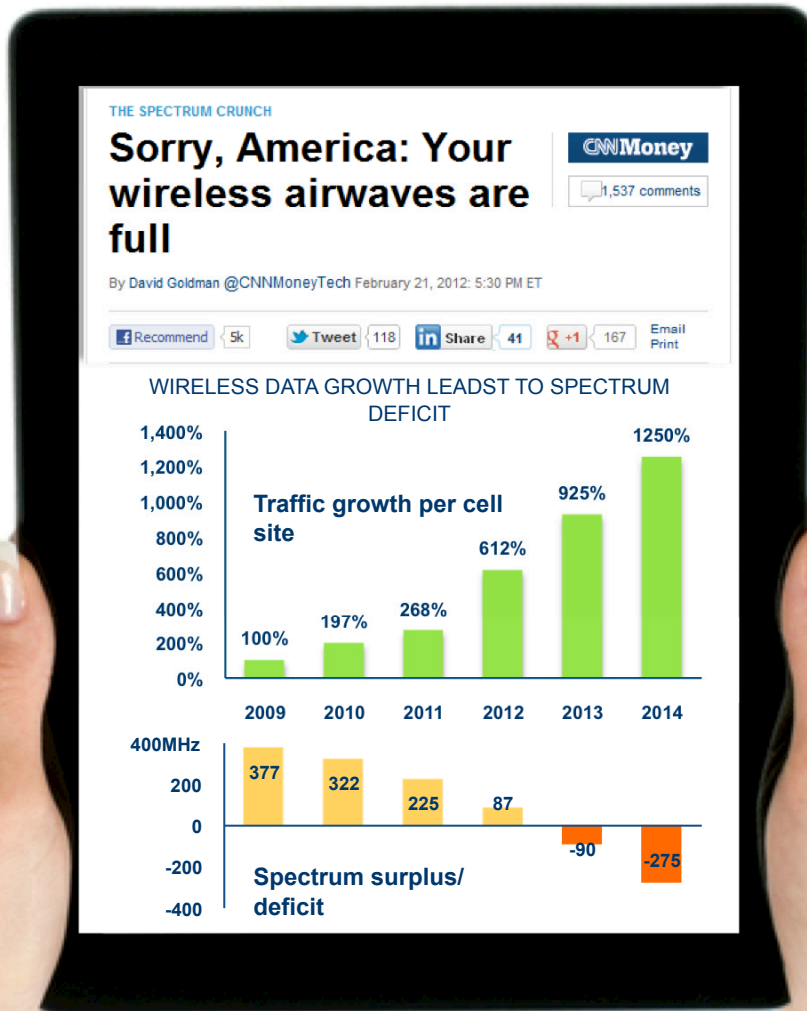 THE SPECTRUM CRUNCH
Sorry, America: Your
wireless airwaves are
full
CNNMoney
1,537 comments
By David Goldman @CNNMoneyTech February 21, 2012: 5:30 PM ET
Recommend 5k Tweet 118 in Share 41 g +1 167 Email
Print
WIRELESS DATA GROWTH LEADST TO SPECTRUM
DEFICIT
1,400%
1,200%
1,000%
800%
600%
400%
200%
0%
Traffic growth per cell
site
100%
197%
268%
612%
925%
1250%
2009 2010 2011 2012 2013 2014
400MHz
200
0
-200
-400
377
322
225
87
-90
-275
Spectrum surplus/
deficit